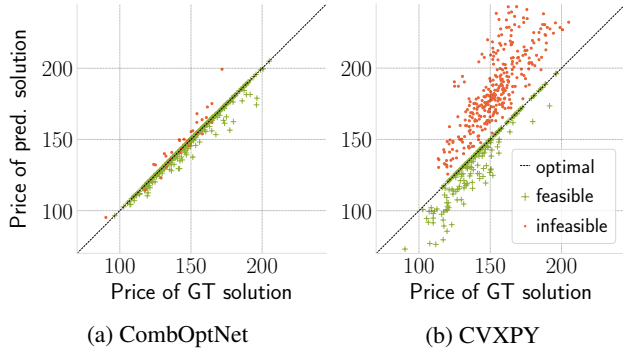 Price of pred. solution
200
150
100
100
150
200
Price of GT solution
(a) CombOptNet
200
150
100
optimal
feasible
infeasible
100
150
200
Price of GT solution
(b) CVXPY